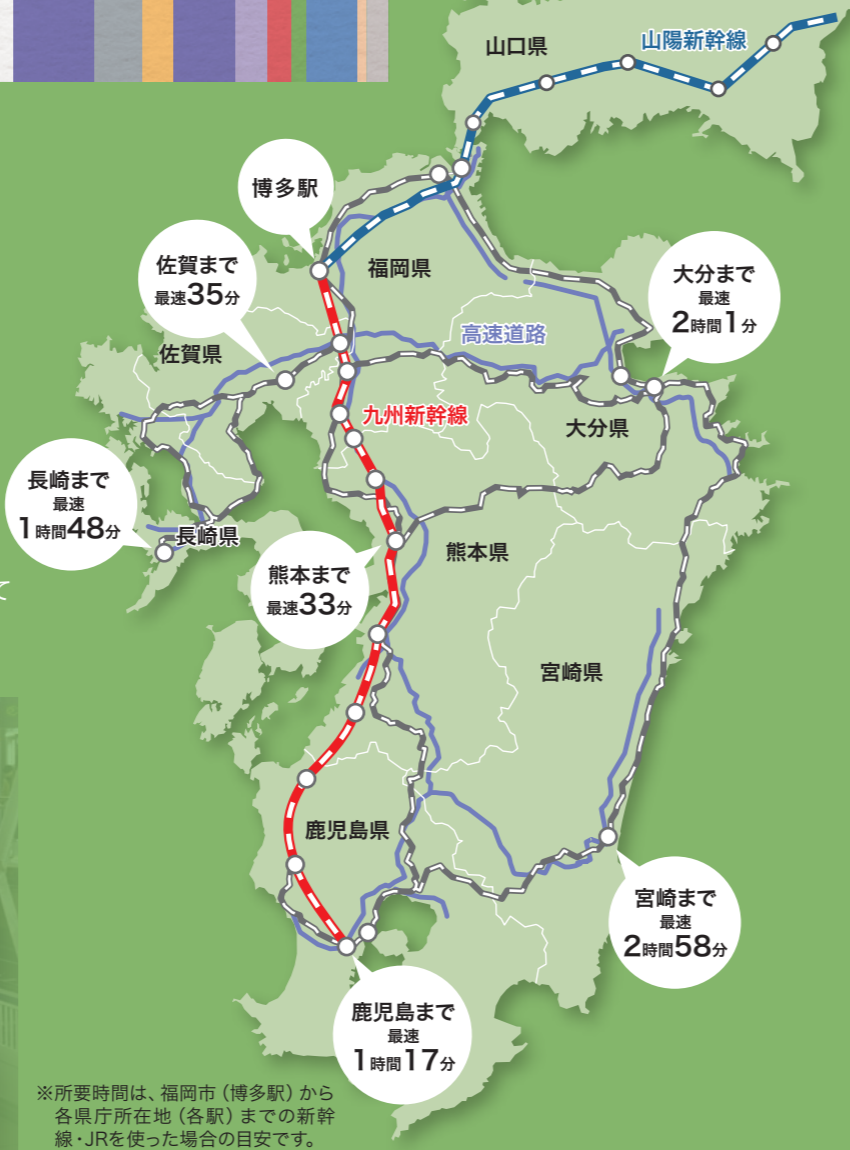 山口県
山陽新幹線
博多駅
福岡県
佐賀まで
最速35分
佐賀県
高速道路
大分まで
最速
2時間1分
九州新幹線
大分県
長崎まで
最速
1時間48分
長崎県
熊本県
熊本まで
最速33分
て
宮崎県
鹿児島県
宮崎まで
最速
2時間58分
鹿児島まで
最速
1時間17分
※所要時間は、福岡市（博多駅）から
各県庁所在地（各駅）までの新幹
線・JRを使った場合の目安です。